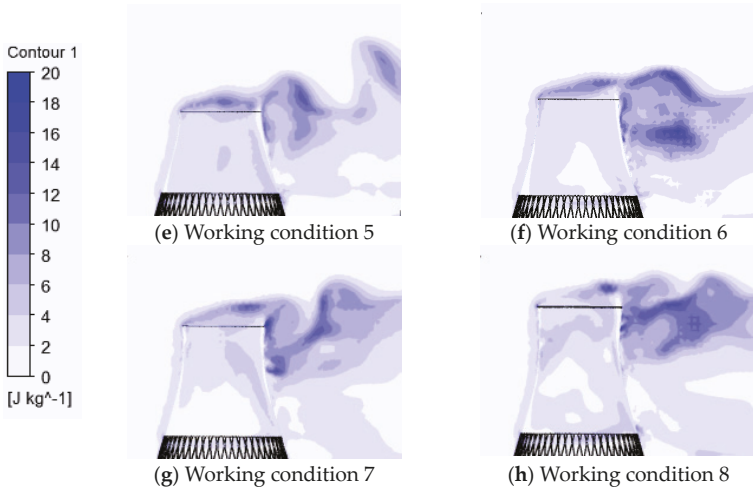 Contour 1
20
18
16
14
12
10
8
6
4
2
0
[J kg^-1]
(e) Working condition 5
(f) Working condition 6
(g) Working condition 7
(h) Working condition 8